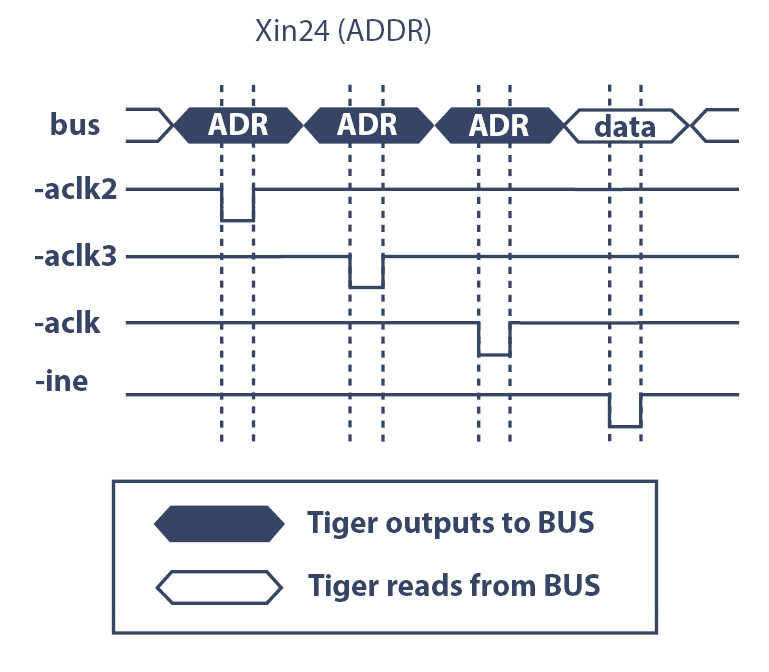 Xin24 (ADDR)
bus ADR ADR ADR data
-aclk2
-aclk3
-aclk
-ine
Tiger outputs to BUS
Tiger reads from BUS